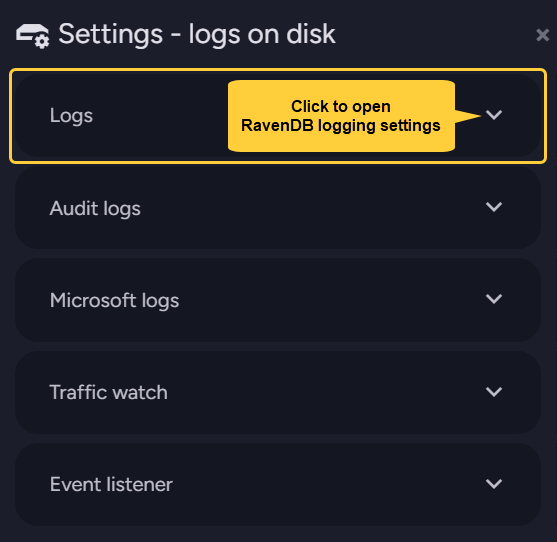 Settings - logs on disk
Logs
Click to open
RavenDB logging settings
Audit logs
Microsoft logs
Traffic watch
Event listener